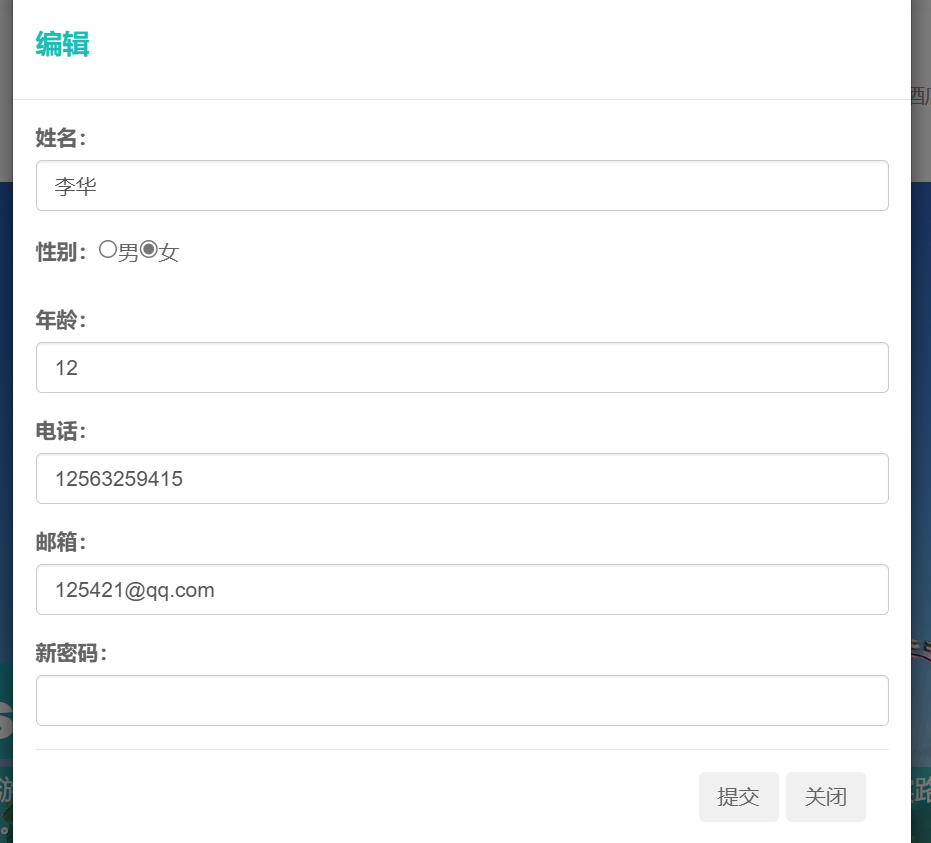 编辑
姓名：
李华
性别： 男 女
年龄：
12
电话：
12563259415
邮箱：
125421@qq.com
新密码：
提交 关闭